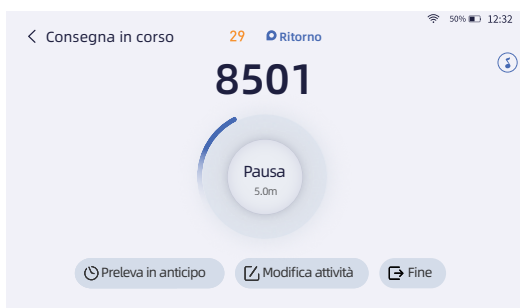 50% 12:32
Consegna in corso 29 Ritorno
8501
Pausa
5.0m
Preleva in anticipo Modifica attività Fine